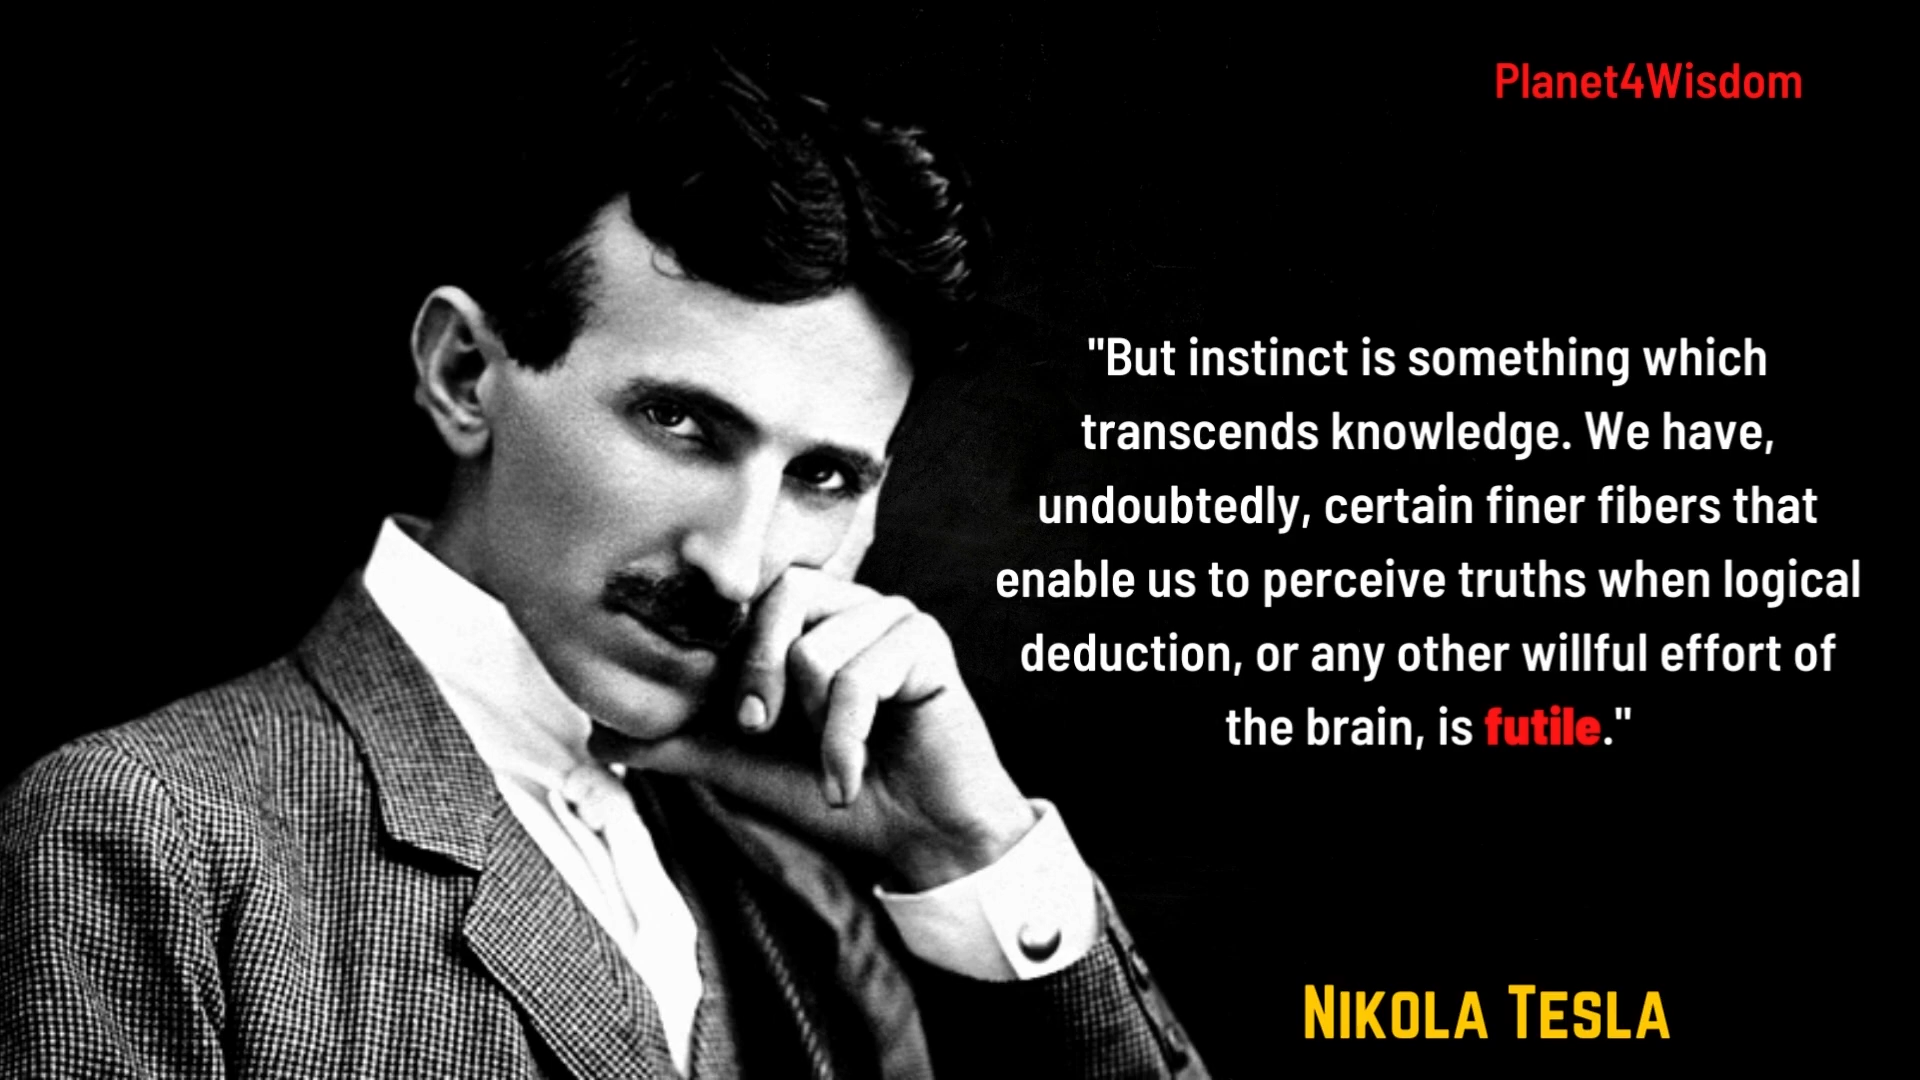 Planet4Wisdom
"But instinct is something which
transcends knowledge. We have,
undoubtedly, certain finer fibers that
enable us to perceive truths when logical
deduction, or any other willful effort of
the brain, is futile."
Nikola Tesla